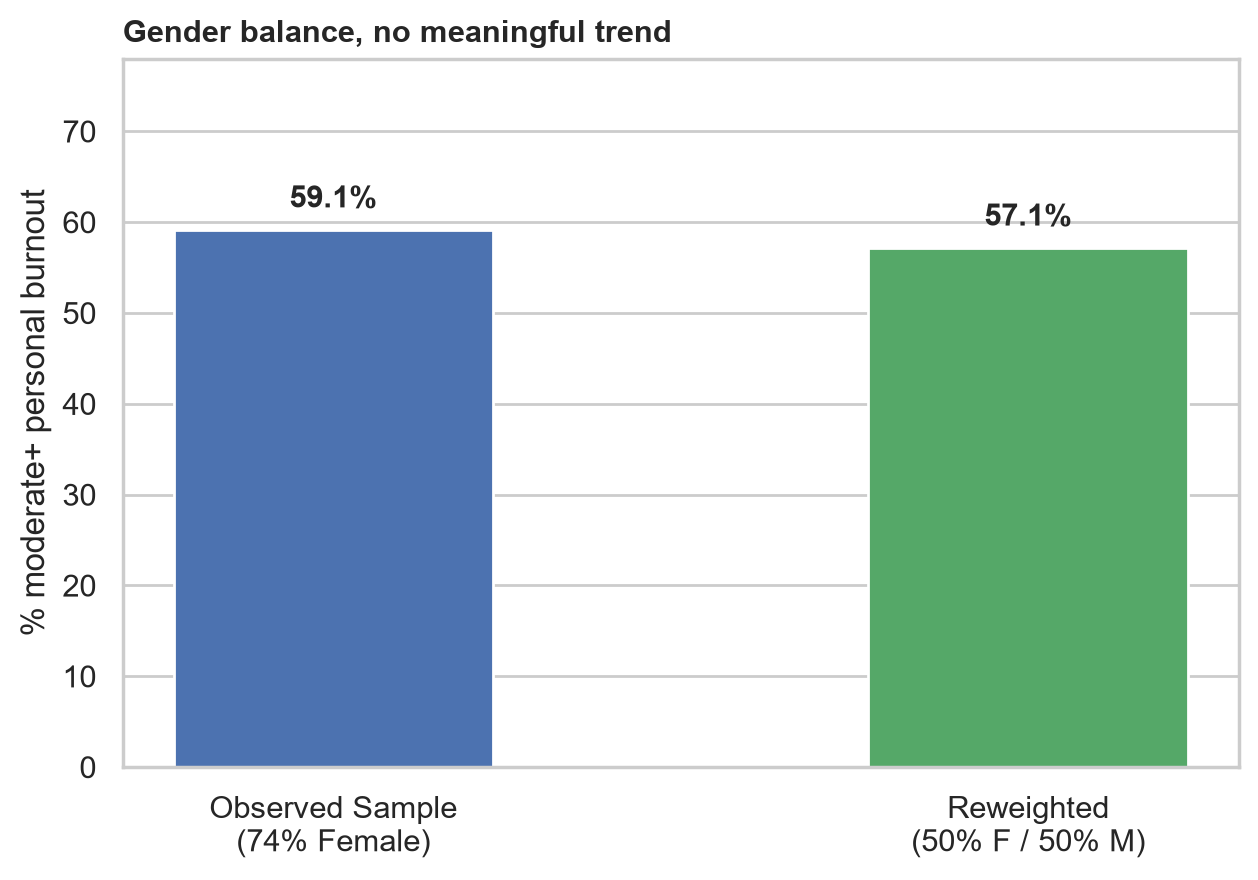 Gender balance, no meaningful trend
% moderate+ personal burnout
70
60
50
40
30
20
10
0
59.1%
57.1%
Observed Sample
(74% Female)
Reweighted
(50% F / 50% M)